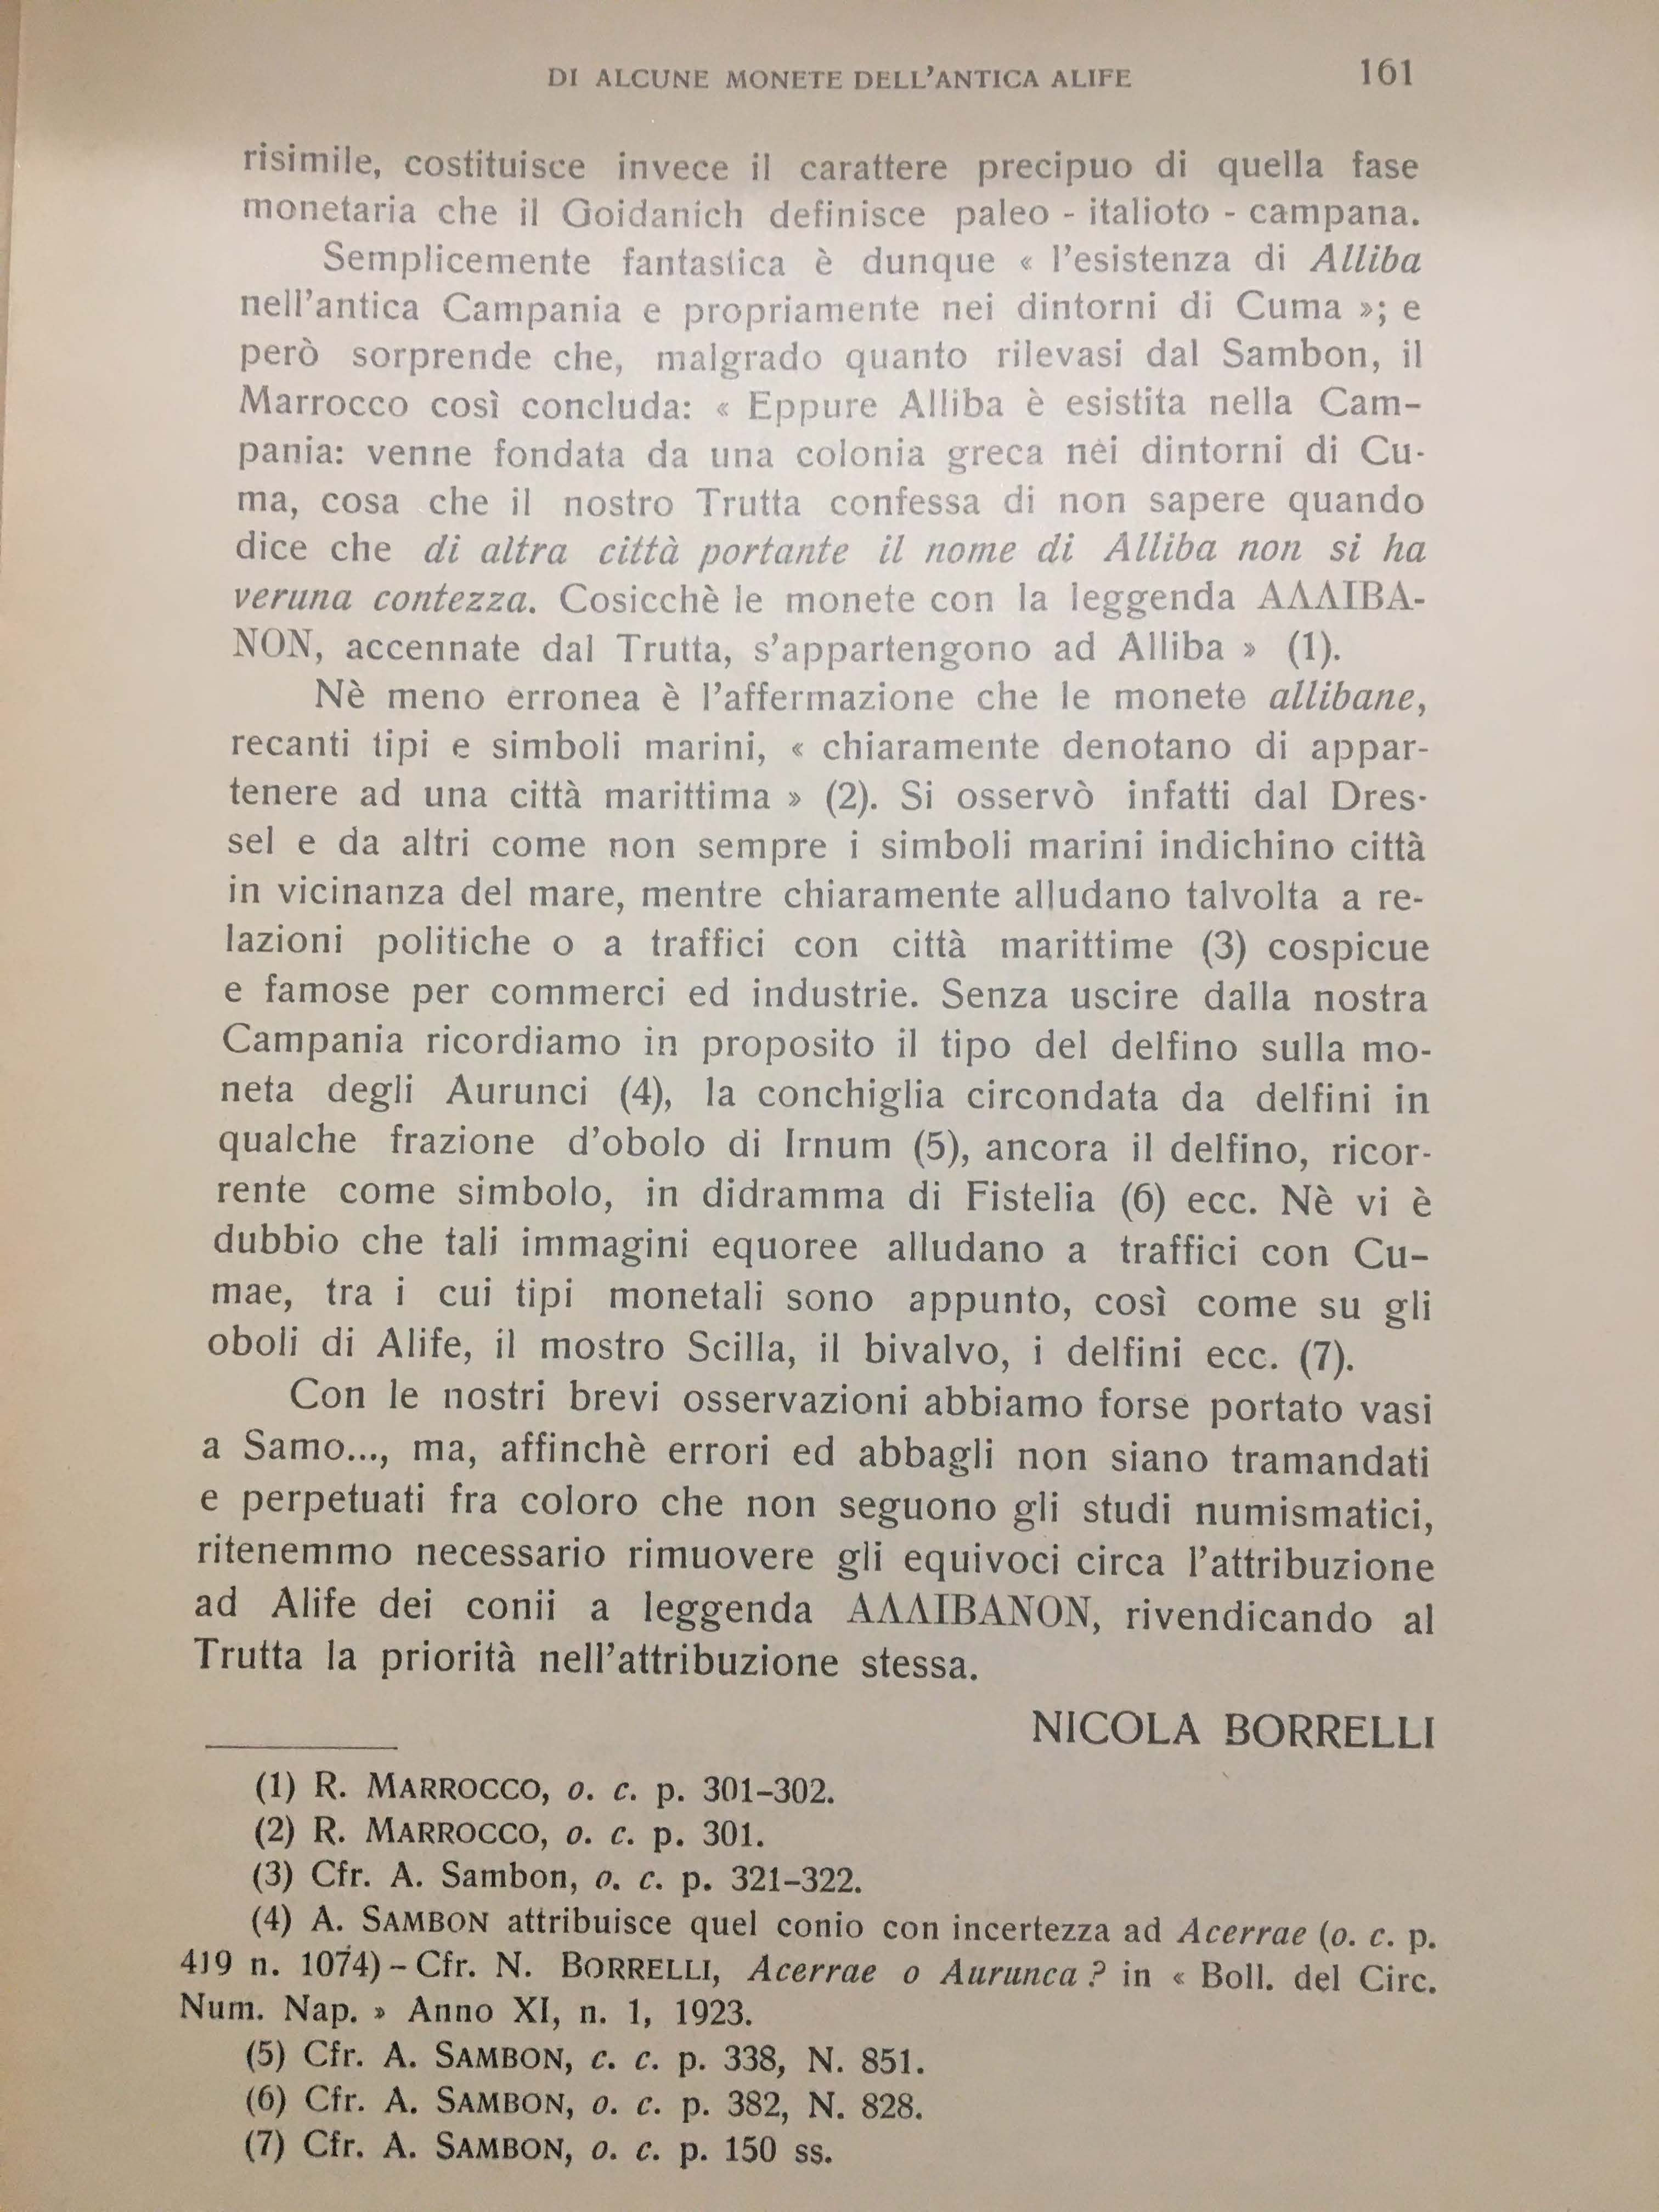 DI ALCUNE MONETE DELL'ANTICA ALIFE 161
risimile, costituisce invece il carattere precipuo di quella fase
monetaria che il Goidanich definisce paleo - italioto - campana.
Semplicemente fantastica è dunque « l'esistenza di Alliba
nell'antica Campania e propriamente nei dintorni di Cuma »; e
però sorprende che, malgrado quanto rilevasi dal Sambon, il
Marrocco così concluda: « Eppure Alliba è esistita nella Cam-
pania: venne fondata da una colonia greca nei dintorni di Cu-
ma, cosa che il nostro Trutta confessa di non sapere quando
dice che di altra città portante il nome di Alliba non si ha
veruna contezza. Cosicchè le monete con la leggenda ΑΛΛΙΒΑ-
NON, accennate dal Trutta, s'appartengono ad Alliba » (1).
Nè meno erronea è l'affermazione che le monete allibane,
recanti tipi e simboli marini, « chiaramente denotano di appar-
tenere ad una città marittima » (2). Si osservò infatti dal Dres-
sel e da altri come non sempre i simboli marini indichino città
in vicinanza del mare, mentre chiaramente alludano talvolta a re-
lazioni politiche o a traffici con città marittime (3) cospicue
e famose per commerci ed industrie. Senza uscire dalla nostra
Campania ricordiamo in proposito il tipo del delfino sulla mo-
neta degli Aurunci (4), la conchiglia circondata da delfini in
qualche frazione d'obolo di Irnum (5), ancora il delfino, ricor-
rente come simbolo, in didramma di Fistelia (6) ecc. Nè vi è
dubbio che tali immagini equoree alludano a traffici con Cu-
mae, tra i cui tipi monetali sono appunto, così come su gli
oboli di Alife, il mostro Scilla, il bivalvo, i delfini ecc. (7).
Con le nostri brevi osservazioni abbiamo forse portato vasi
a Samo..., ma, affinchè errori ed abbagli non siano tramandati
e perpetuati fra coloro che non seguono gli studi numismatici,
ritenemmo necessario rimuovere gli equivoci circa l'attribuzione
ad Alife dei conii a leggenda ΑΛΛΙΒΑΝΟΝ, rivendicando al
Trutta la priorità nell'attribuzione stessa.
NICOLA BORRELLI
(1) R. MARROCCO, o. c. p. 301-302.
(2) R. MARROCCO, o. c. p. 301.
(3) Cfr. A. Sambon, o. c. p. 321-322.
(4) A. SAMBON attribuisce quel conio con incertezza ad Acerrae (o. c. p.
419 n. 1074) - Cfr. N. BORRELLI, Acerrae o Aurunca ? in « Boll. del Circ.
Num. Nap. » Anno XI, n. 1, 1923.
(5) Cfr. A. SAMBON, c. c. p. 338, N. 851.
(6) Cfr. A. SAMBON, o. c. p. 382, N. 828.
(7) Cfr. A. SAMBON, o. c. p. 150 ss.